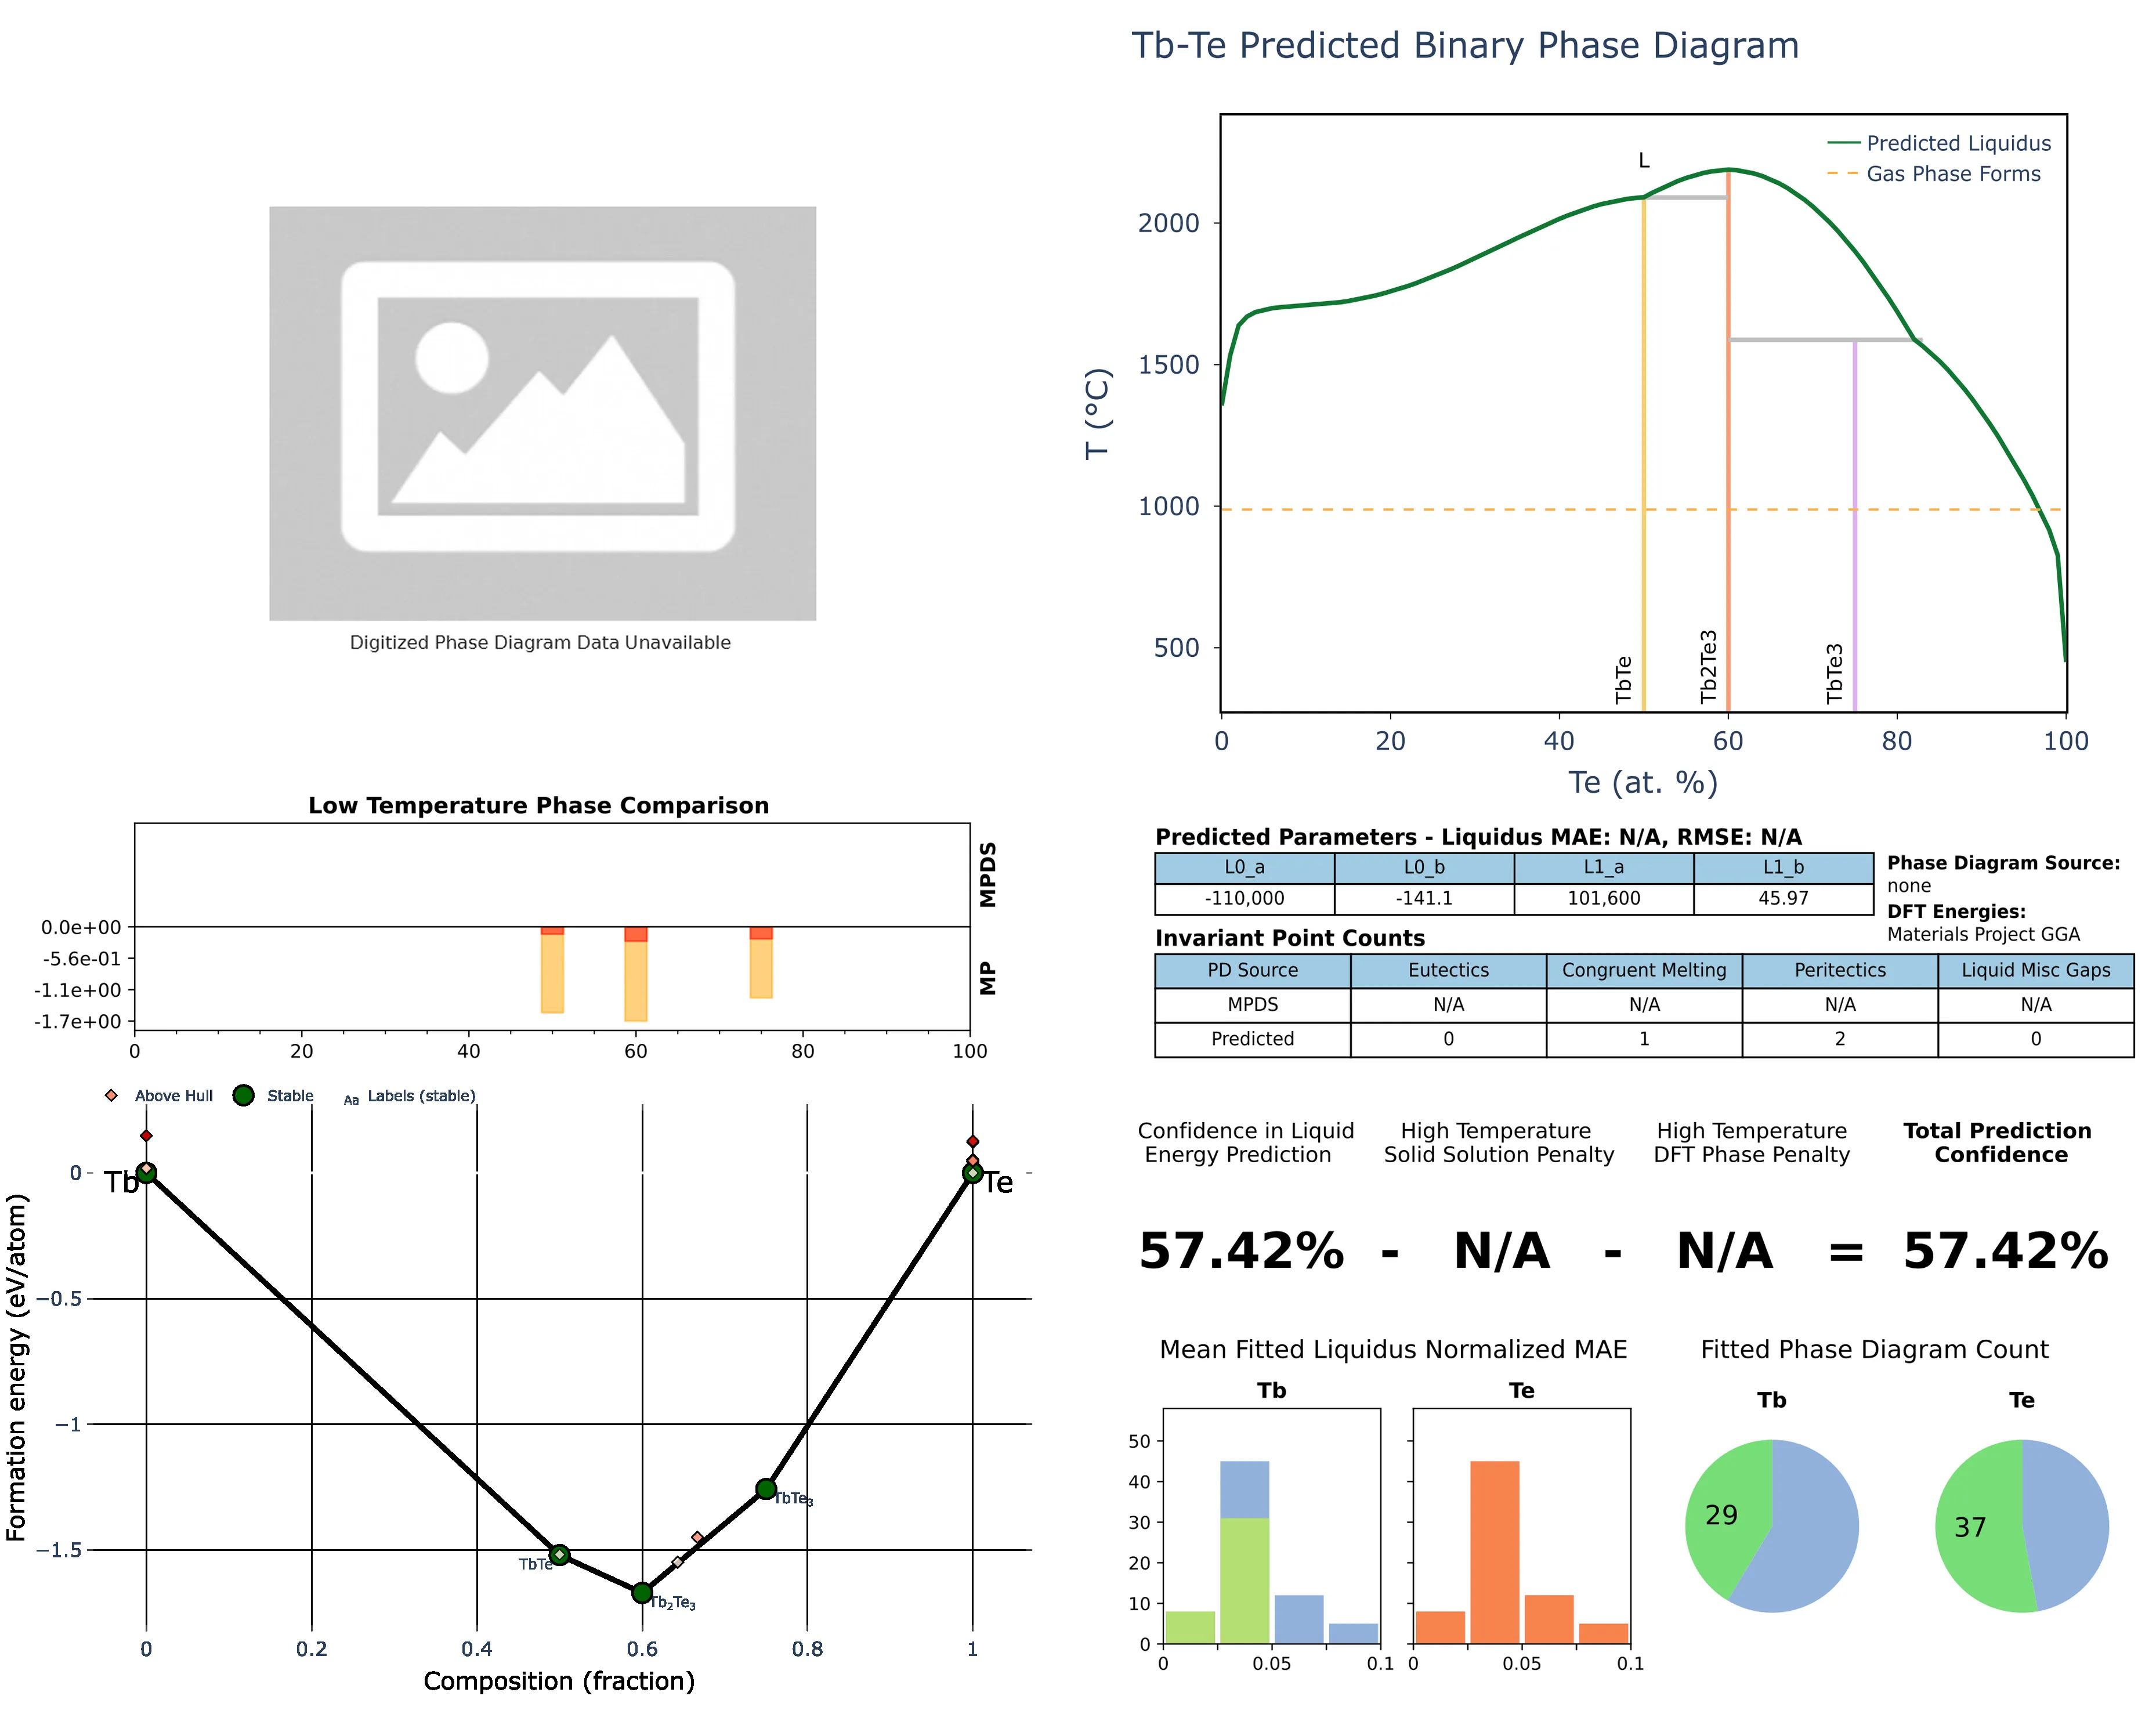 Tb-Te Predicted Binary Phase Diagram
Digitized Phase Diagram Data Unavailable
Predicted Liquidus
Gas Phase Forms
L
T (°C)
2000
1500
1000
500
TbTe
Tb2Te3
TbTe3
0 20 40 60 80 100
Te (at. %)
Low Temperature Phase Comparison
MPDS
MP
0.0e+00
-5.6e-01
-1.1e+00
-1.7e+00
0 20 40 60 80 100
Predicted Parameters - Liquidus MAE: N/A, RMSE: N/A
L0_a L0_b L1_a L1_b
-110,000 -141.1 101,600 45.97
Phase Diagram Source:
none
DFT Energies:
Materials Project GGA
Invariant Point Counts
PD Source Eutectics Congruent Melting Peritectics Liquid Misc Gaps
MPDS N/A N/A N/A N/A
Predicted 0 1 2 0
Above Hull Stable Aa Labels (stable)
Formation energy (eV/atom)
0
−0.5
−1
−1.5
Tb
Te
TbTe
Tb₂Te₃
TbTe₃
0 0.2 0.4 0.6 0.8 1
Composition (fraction)
Confidence in Liquid Energy Prediction
High Temperature Solid Solution Penalty
High Temperature DFT Phase Penalty
Total Prediction Confidence
57.42% - N/A - N/A = 57.42%
Mean Fitted Liquidus Normalized MAE
Tb Te
50
40
30
20
10
0
0 0.05 0.1 0 0.05 0.1
Fitted Phase Diagram Count
Tb Te
29 37